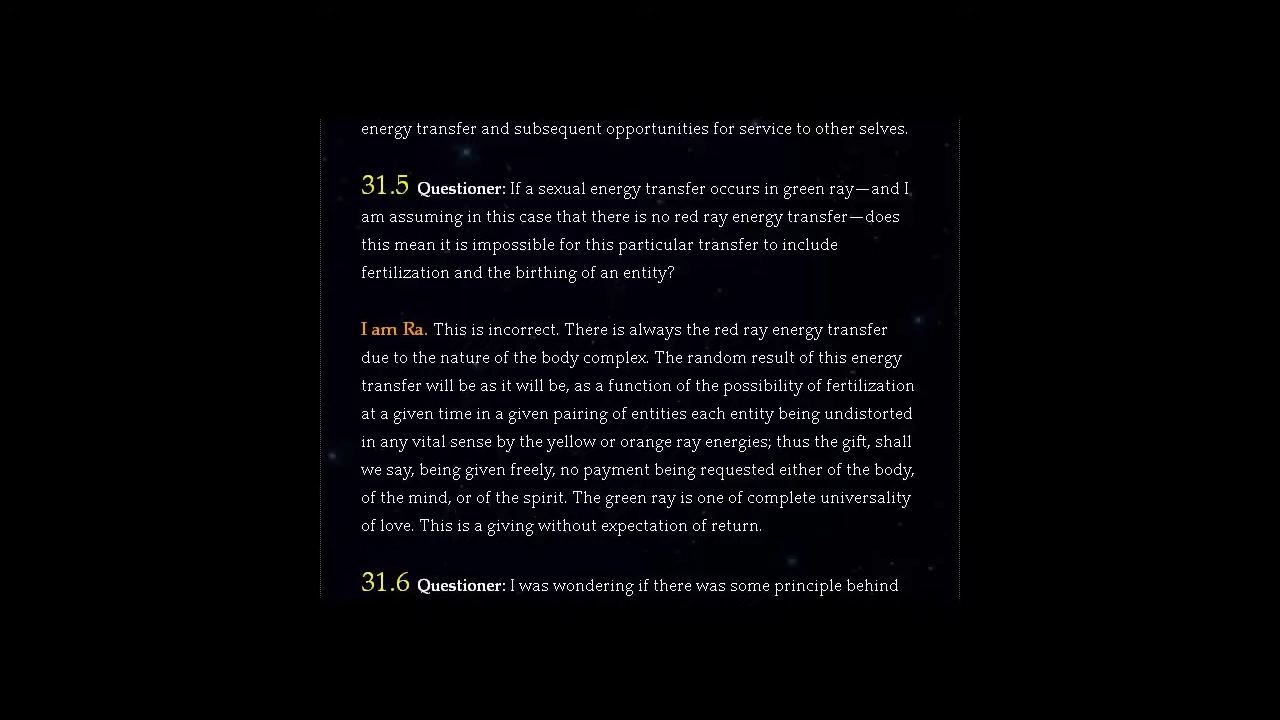 energy transfer and subsequent opportunities for service to other selves.
31.5 Questioner: If a sexual energy transfer occurs in green ray—and I
am assuming in this case that there is no red ray energy transfer—does
this mean it is impossible for this particular transfer to include
fertilization and the birthing of an entity?
I am Ra. This is incorrect. There is always the red ray energy transfer
due to the nature of the body complex. The random result of this energy
transfer will be as it will be, as a function of the possibility of fertilization
at a given time in a given pairing of entities each entity being undistorted
in any vital sense by the yellow or orange ray energies; thus the gift, shall
we say, being given freely, no payment being requested either of the body,
of the mind, or of the spirit. The green ray is one of complete universality
of love. This is a giving without expectation of return.
31.6 Questioner: I was wondering if there was some principle behind